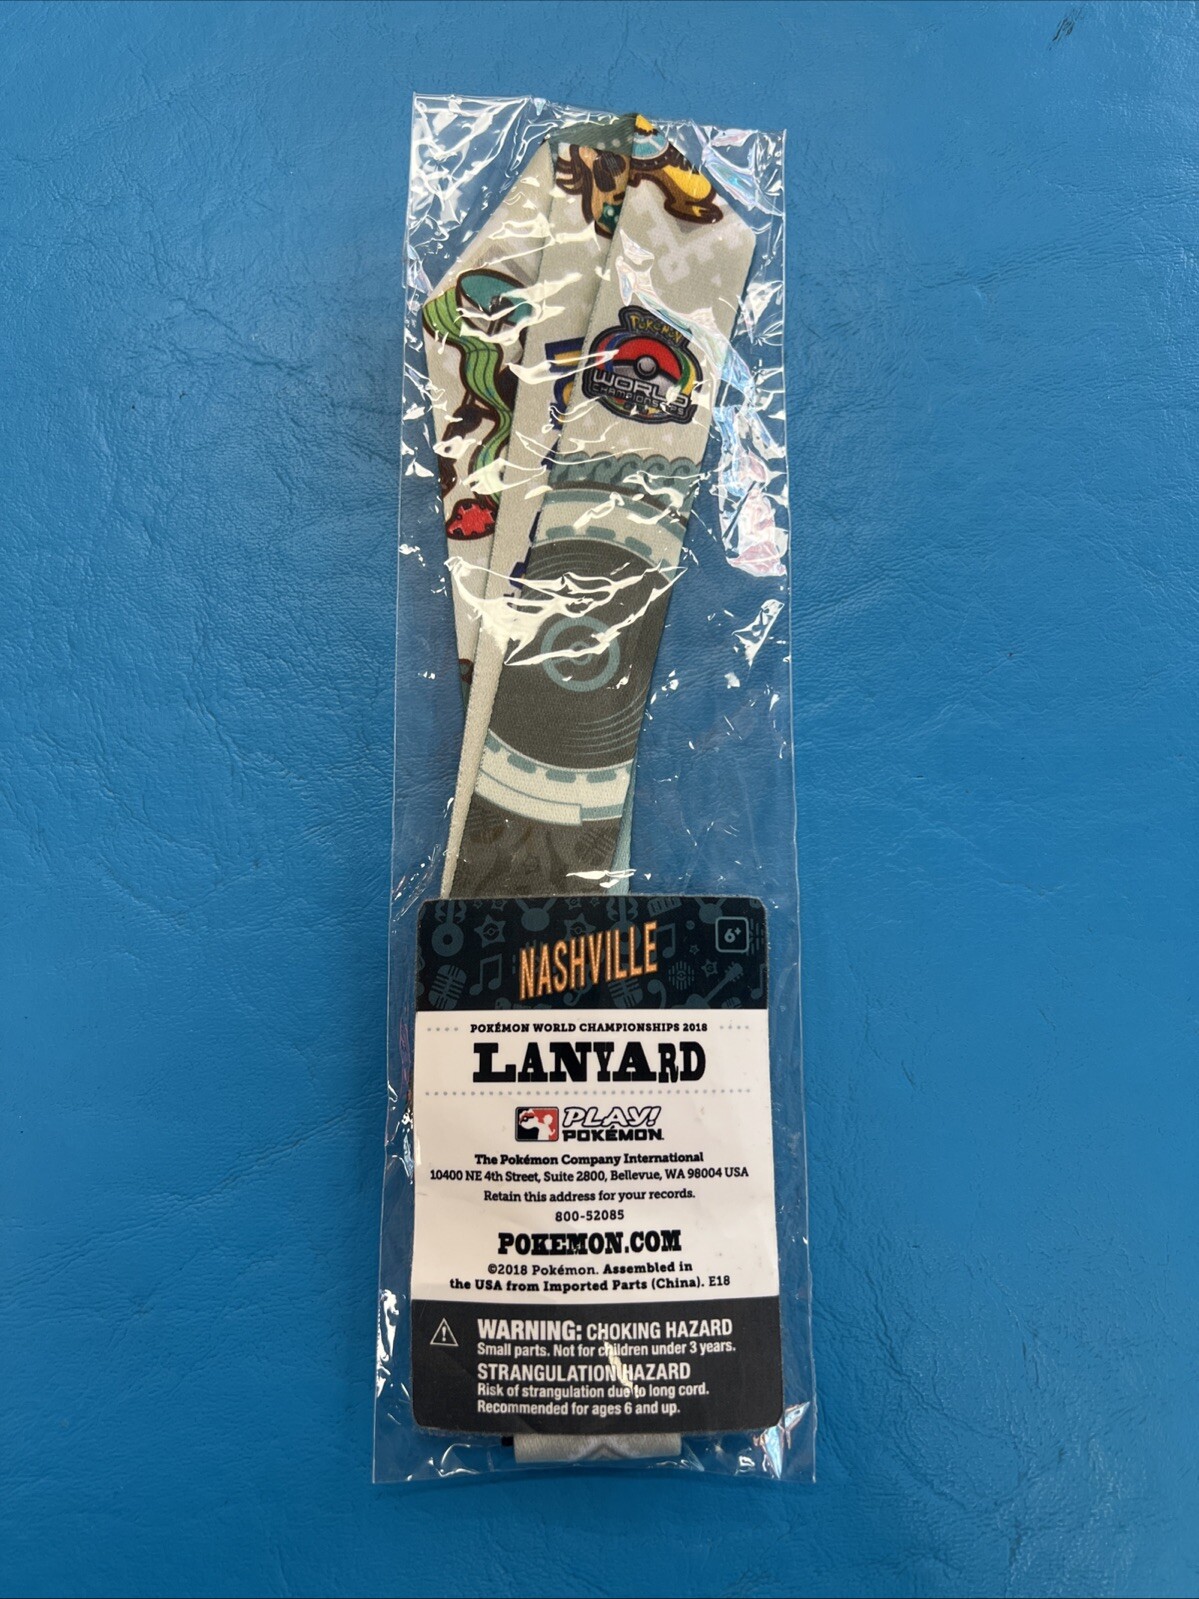 POKéMON
WORLD
CHAMPIONSHIPS
NASHVILLE
6+
POKÉMON WORLD CHAMPIONSHIPS 2018
LANYARD
PLAY!
POKÉMON
The Pokémon Company International
10400 NE 4th Street, Suite 2800, Bellevue, WA 98004 USA
Retain this address for your records.
800-52085
POKEMON.COM
©2018 Pokémon. Assembled in
the USA from Imported Parts (China). E18
WARNING: CHOKING HAZARD
Small parts. Not for children under 3 years.
STRANGULATION HAZARD
Risk of strangulation due to long cord.
Recommended for ages 6 and up.